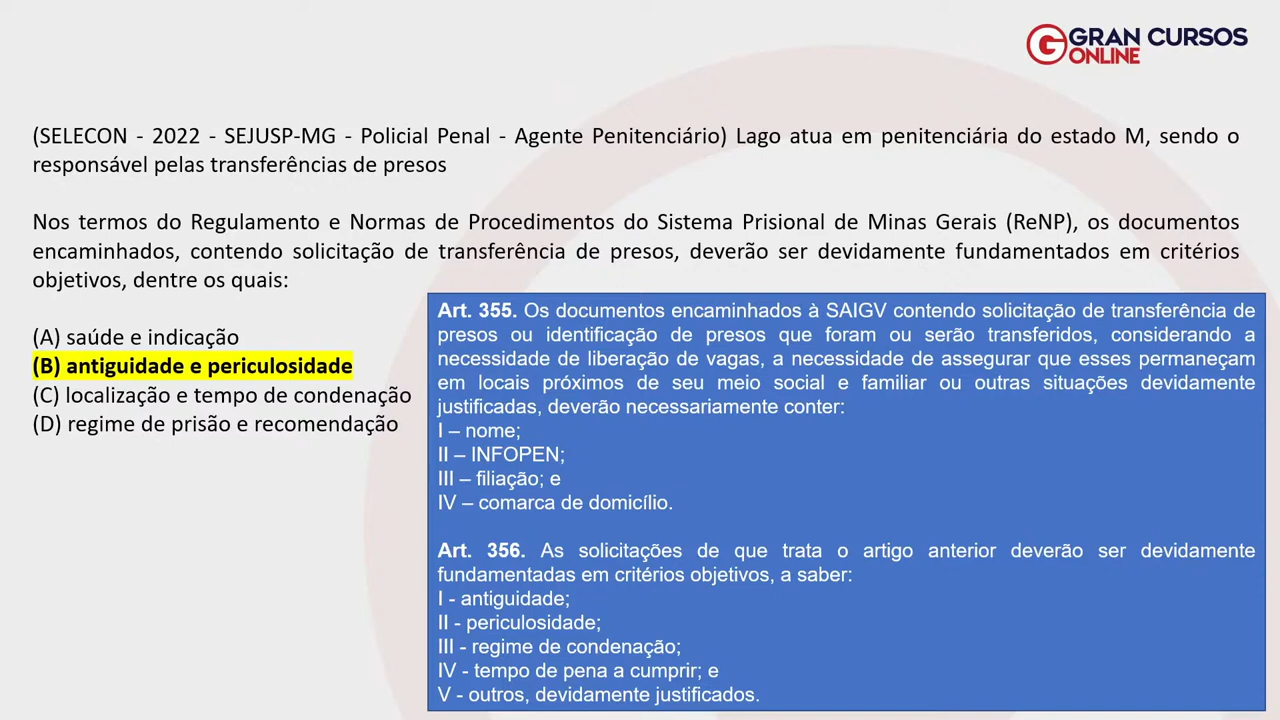 GRAN CURSOS
ONLINE
(SELECON - 2022 - SEJUSP-MG - Policial Penal - Agente Penitenciário) Lago atua em penitenciária do estado M, sendo o
responsável pelas transferências de presos
Nos termos do Regulamento e Normas de Procedimentos do Sistema Prisional de Minas Gerais (ReNP), os documentos
encaminhados, contendo solicitação de transferência de presos, deverão ser devidamente fundamentados em critérios
objetivos, dentre os quais:
(A) saúde e indicação
(B) antiguidade e periculosidade
(C) localização e tempo de condenação
(D) regime de prisão e recomendação
Art. 355. Os documentos encaminhados à SAIGV contendo solicitação de transferência de
presos ou identificação de presos que foram ou serão transferidos, considerando a
necessidade de liberação de vagas, a necessidade de assegurar que esses permaneçam
em locais próximos de seu meio social e familiar ou outras situações devidamente
justificadas, deverão necessariamente conter:
I – nome;
II – INFOPEN;
III – filiação; e
IV – comarca de domicílio.
Art. 356. As solicitações de que trata o artigo anterior deverão ser devidamente
fundamentadas em critérios objetivos, a saber:
I - antiguidade;
II - periculosidade;
III - regime de condenação;
IV - tempo de pena a cumprir; e
V - outros, devidamente justificados.